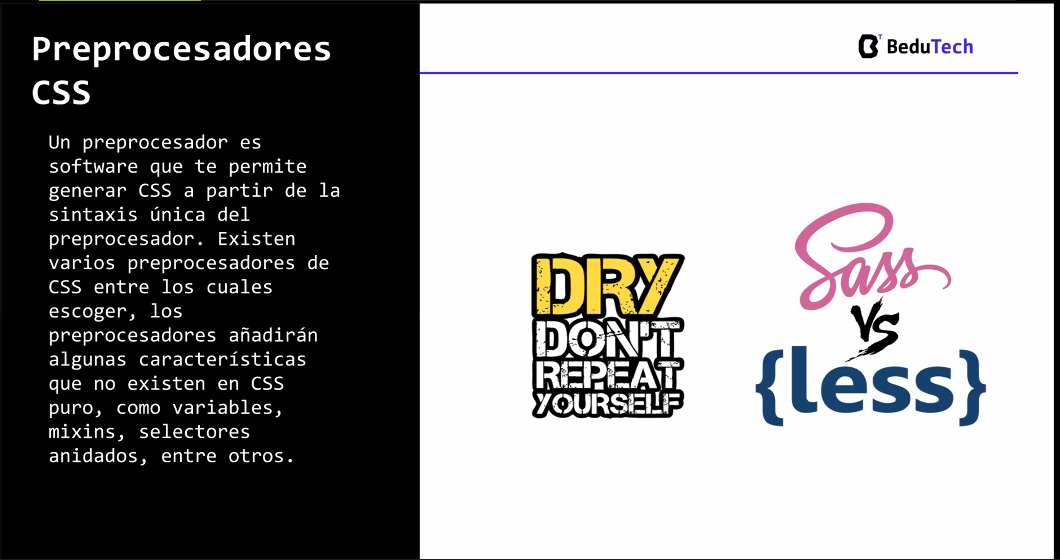 Preprocesadores
CSS
Un preprocesador es
software que te permite
generar CSS a partir de la
sintaxis única del
preprocesador. Existen
varios preprocesadores de
CSS entre los cuales
escoger, los
preprocesadores añadirán
algunas características
que no existen en CSS
puro, como variables,
mixins, selectores
anidados, entre otros.
BeduTech
DRY
DON'T
REPEAT
YOURSELF
Sass
VS
{less}